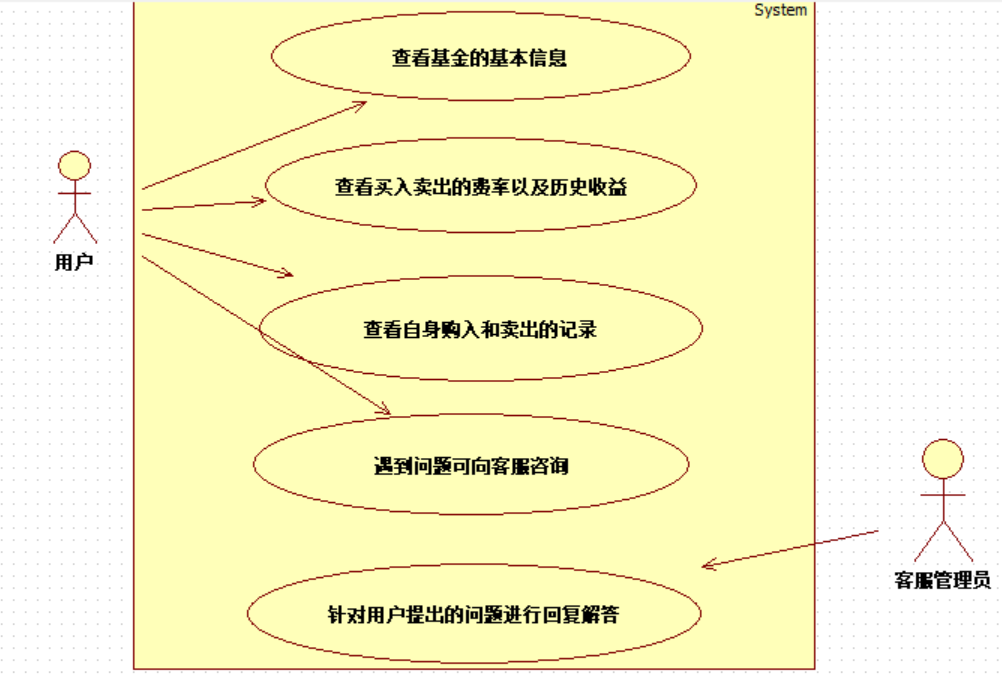 System
查看基金的基本信息
查看买入卖出的费率以及历史收益
用户
查看自身购入和卖出的记录
遇到问题可向客服咨询
客服管理员
针对用户提出的问题进行回复解答